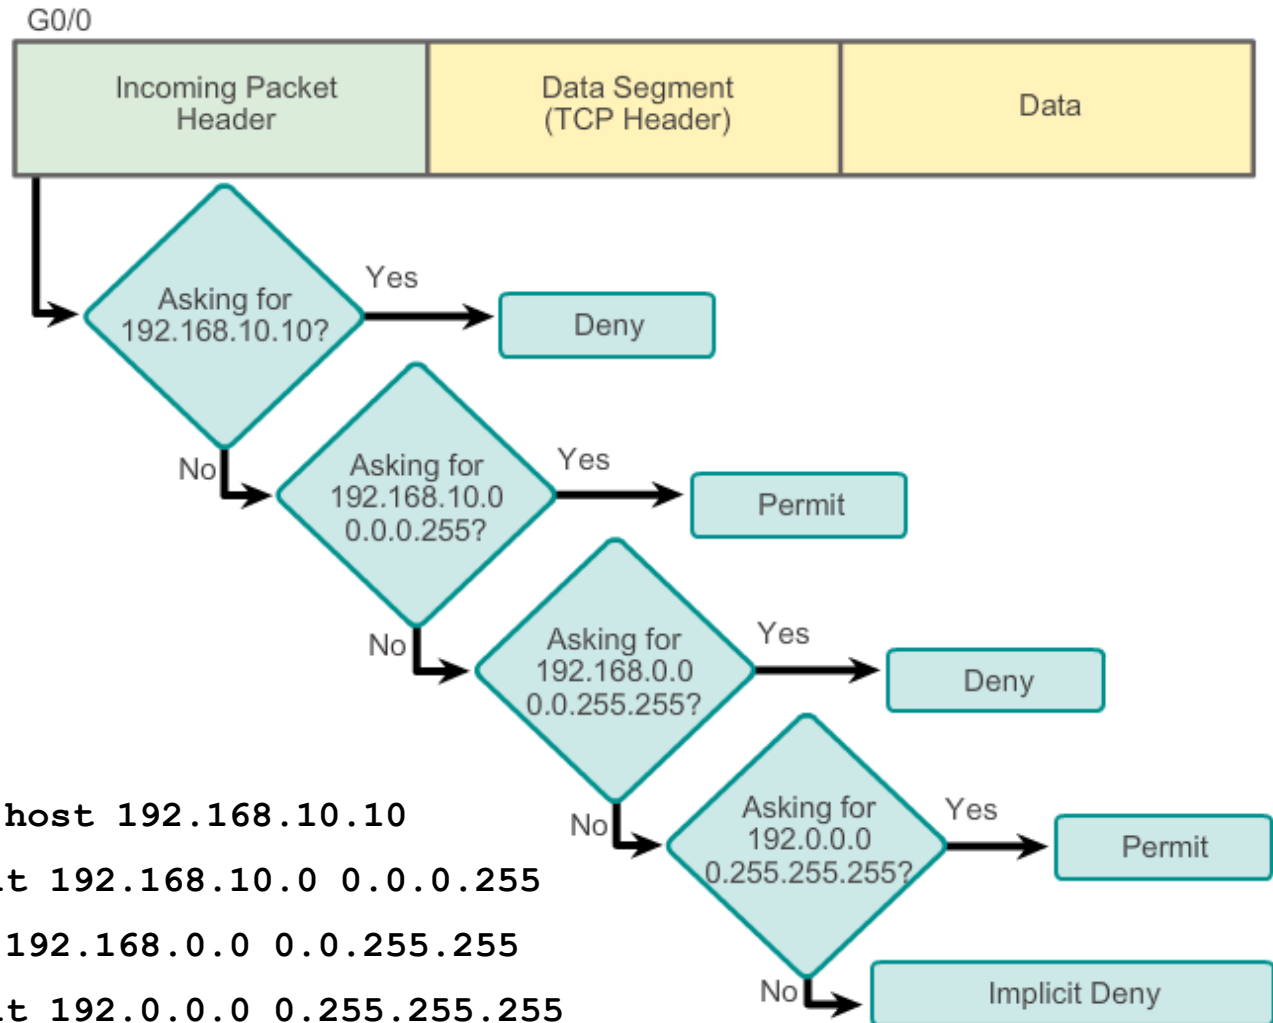 G0/0
Incoming Packet
Header
Data Segment
(TCP Header)
Data
Asking for
192.168.10.10?
Yes
Deny
No
Asking for
192.168.10.0
0.0.0.255?
Yes
Permit
No
Asking for
192.168.0.0
0.0.255.255?
Yes
Deny
No
Asking for
192.0.0.0
0.255.255.255?
Yes
Permit
No
Implicit Deny
host 192.168.10.10
192.168.10.0 0.0.0.255
192.168.0.0 0.0.255.255
192.0.0.0 0.255.255.255